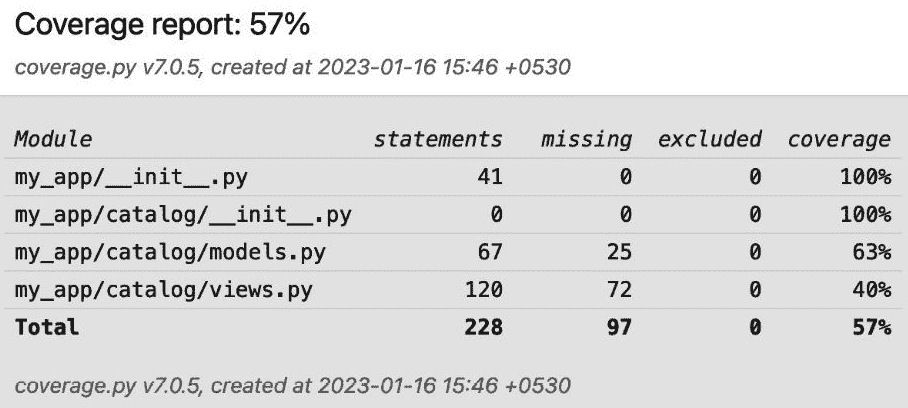 Coverage report: 57%
coverage.py v7.0.5, created at 2023-01-16 15:46 +0530
Module statements missing excluded coverage
my_app/__init__.py 41 0 0 100%
my_app/catalog/__init__.py 0 0 0 100%
my_app/catalog/models.py 67 25 0 63%
my_app/catalog/views.py 120 72 0 40%
Total 228 97 0 57%
coverage.py v7.0.5, created at 2023-01-16 15:46 +0530